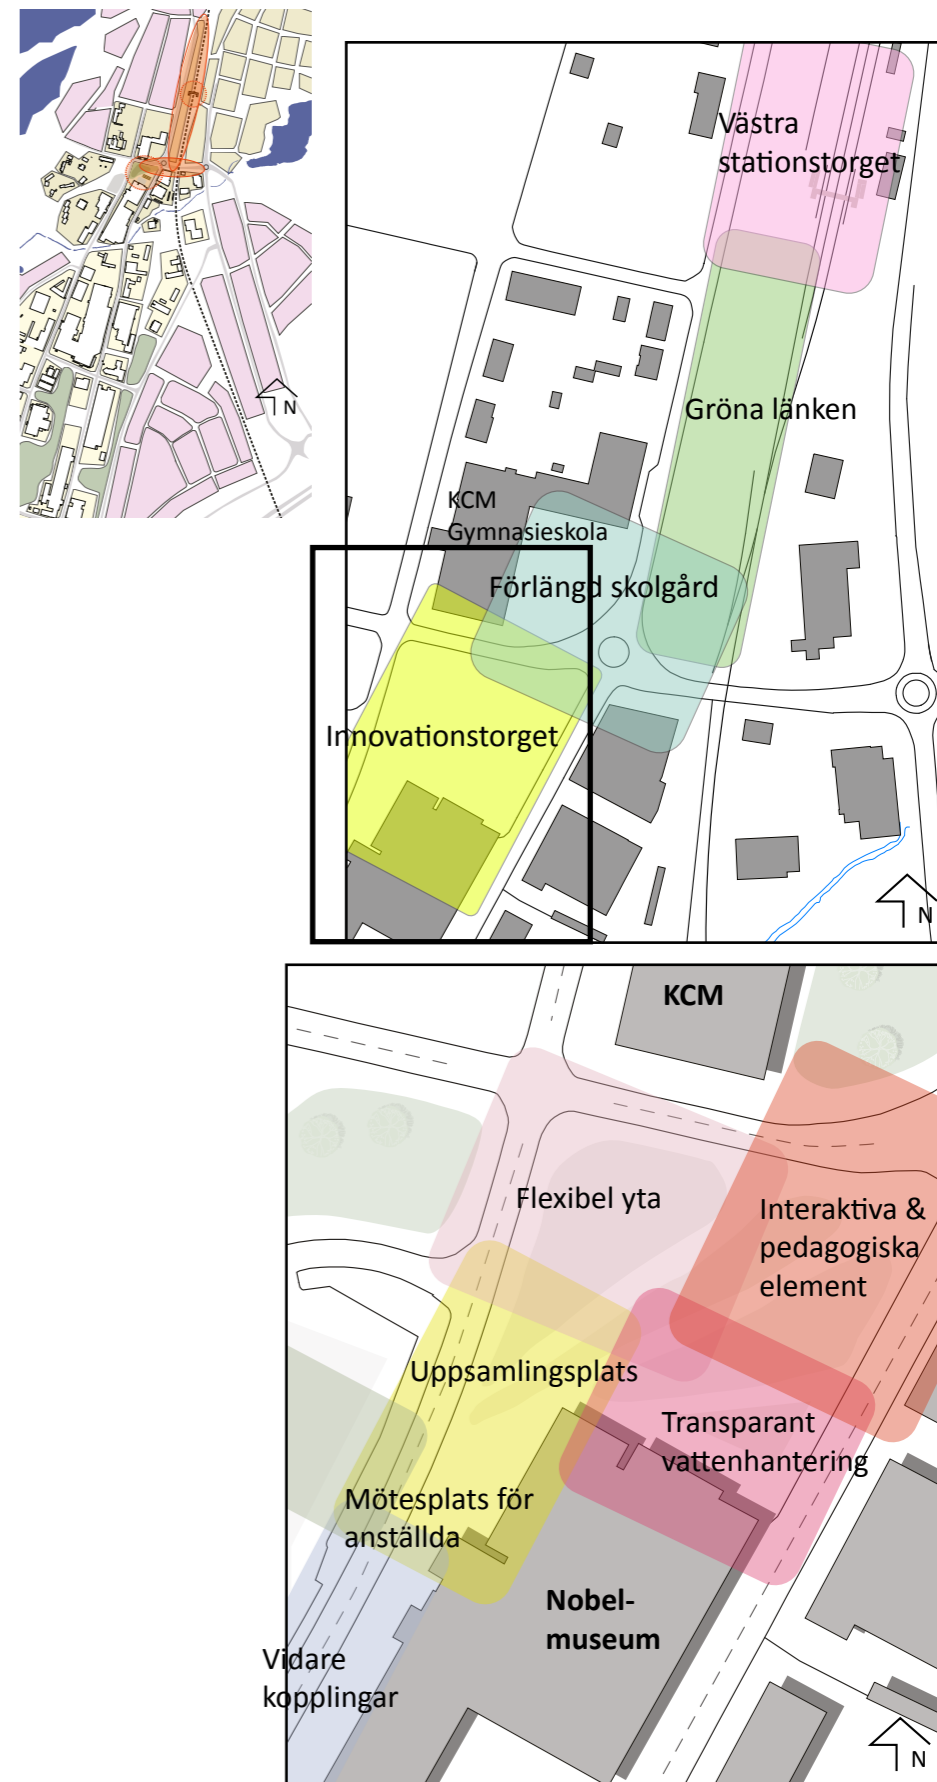 N
Västra
stationstorget
Gröna länken
KCM
Gymnasieskola
Förlängd skolgård
Innovationstorget
N
KCM
Flexibel yta
Interaktiva &
pedagogiska
element
Uppsamlingsplats
Transparant
vattenhantering
Mötesplats för
anställda
Nobel-
museum
Vidare
kopplingar
N